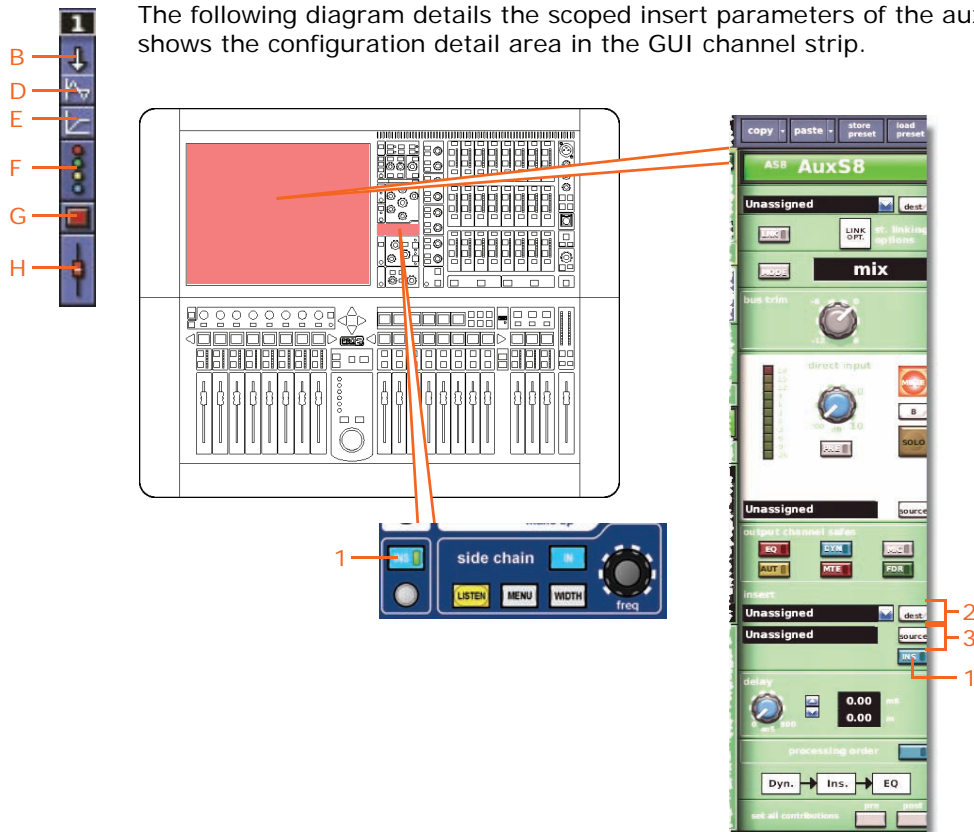 The following diagram details the scoped insert parameters of the
shows the configuration detail area in the GUI channel strip.
1
B
D
E
F
G
H
copy
paste
store preset
load preset
AS8 AuxS8
Unassigned
dest
LINK OPT.
st. linking options
MODE
mix
bus trim
direct input
B
SOLO
Unassigned
source
output channel safes
EQ
DYN
MIC
AUT
MTE
FDR
insert
Unassigned
dest
2
Unassigned
source
3
INS
1
1
side chain
IN
LISTEN
MENU
WIDTH
freq
delay
0.00
0.00
processing order
Dyn.
Ins.
EQ
set all contributions
pre
post